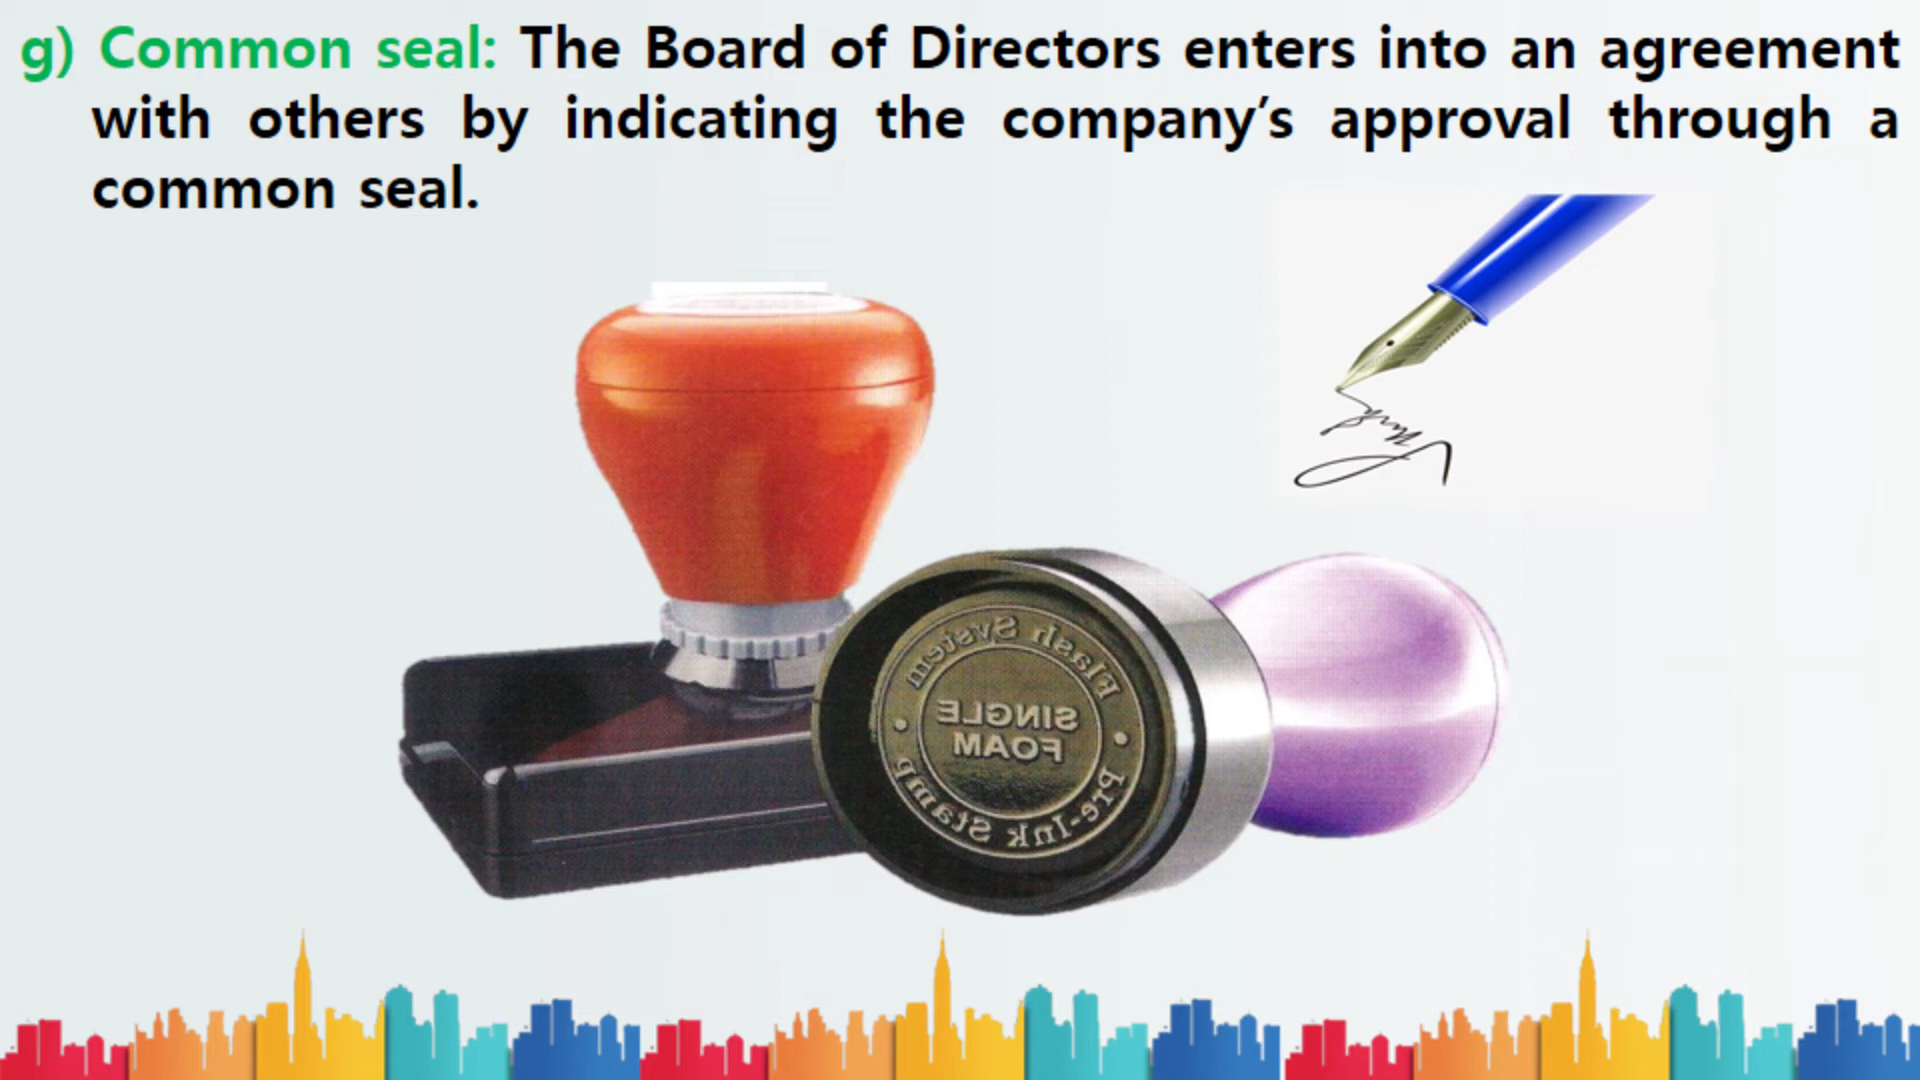 g) Common seal: The Board of Directors enters into an agreement
with others by indicating the company's approval through a
common seal.
Flash System
SINGLE
FOAM
Pre-Ink Stamp